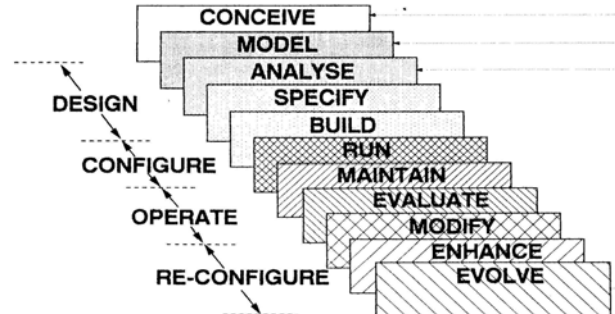 CONCEIVE
MODEL
ANALYSE
SPECIFY
BUILD
RUN
MAINTAIN
EVALUATE
MODIFY
ENHANCE
EVOLVE
DESIGN
CONFIGURE
OPERATE
RE-CONFIGURE